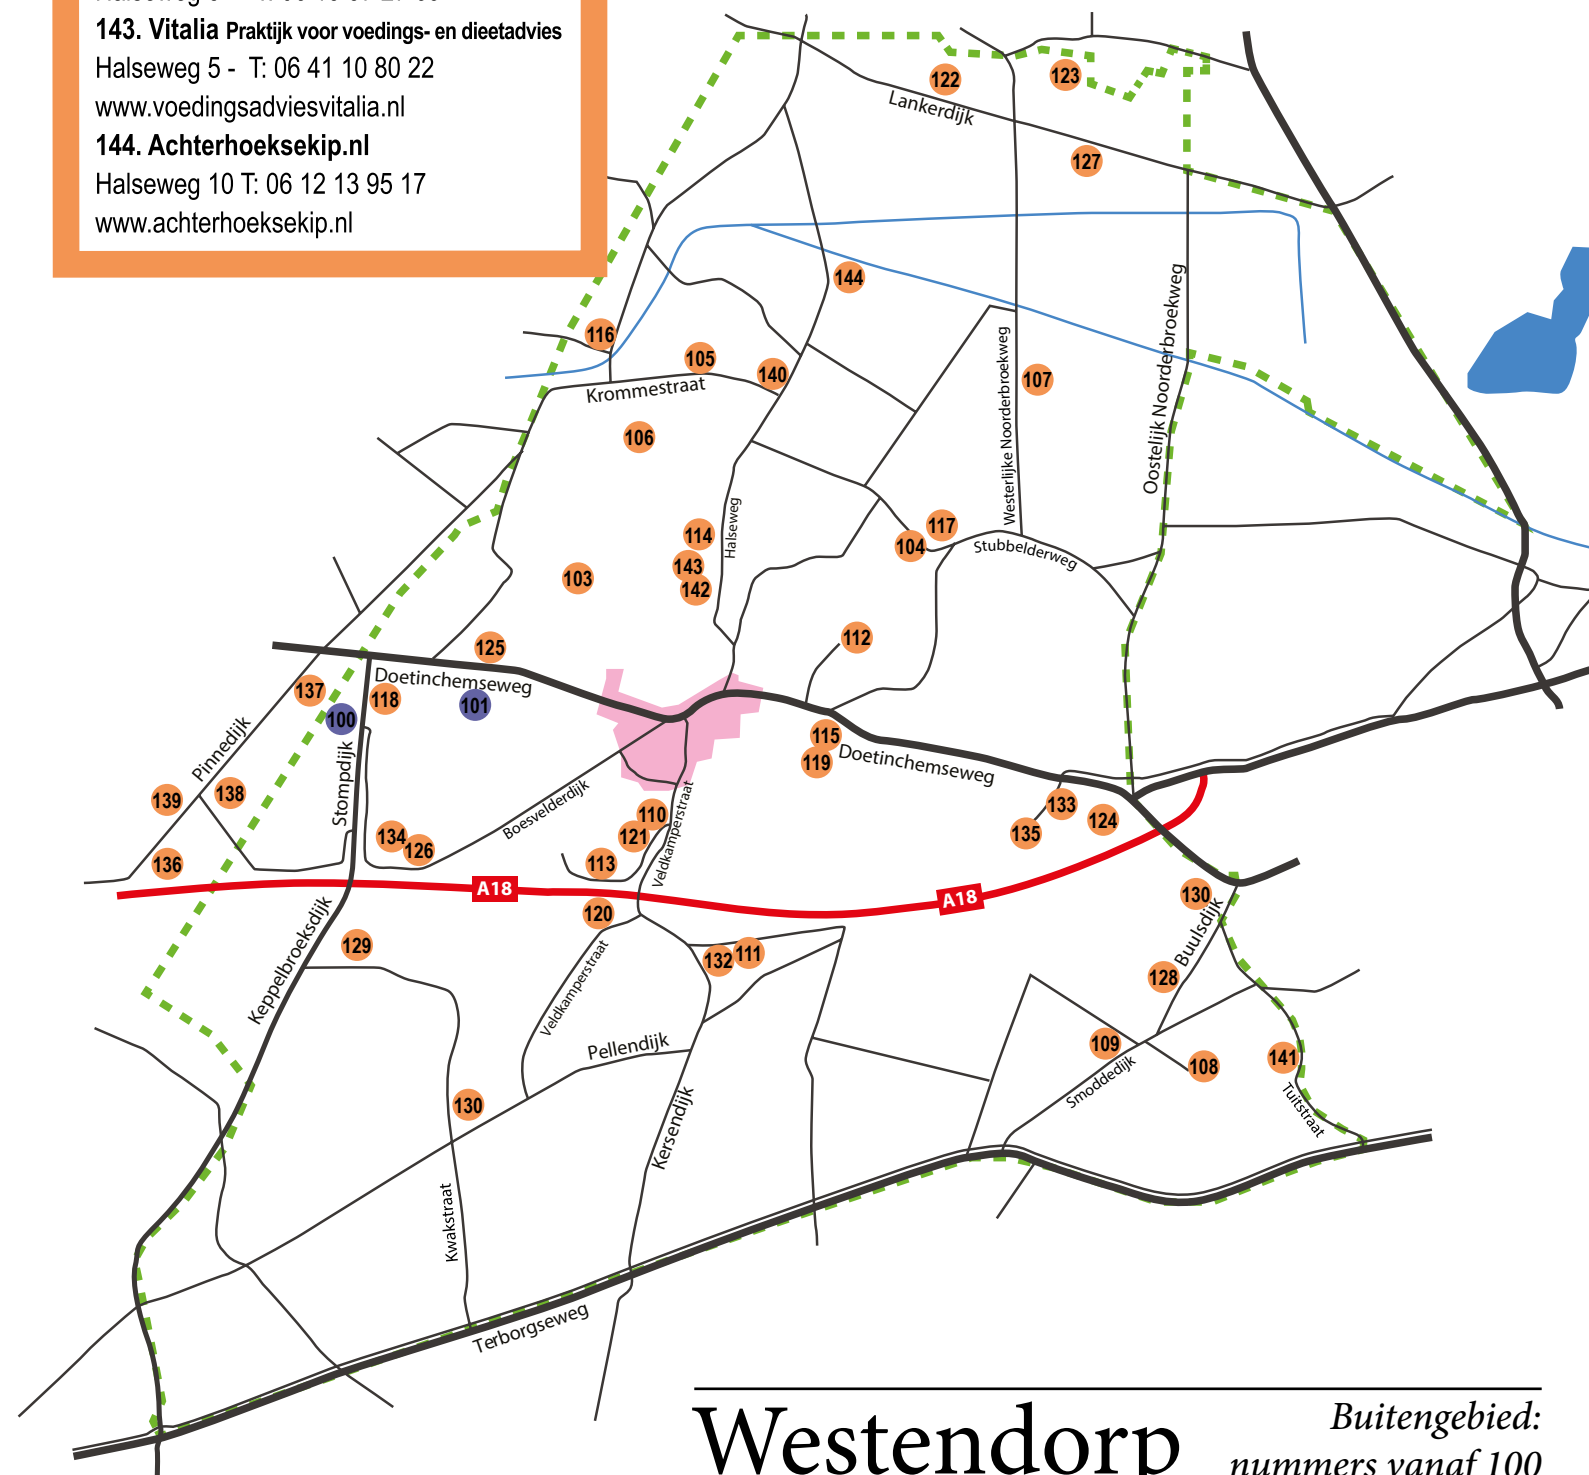 143. Vitalia Praktijk voor voedings- en dieetadvies
Halseweg 5 -  T: 06 41 10 80 22
www.voedingsadviesvitalia.nl
144. Achterhoeksekip.nl
Halseweg 10 T: 06 12 13 95 17
www.achterhoeksekip.nl
122
123
Lankerdijk
127
144
116
105
140
Krommestraat
106
107
Westerlijke Noorderbroekweg
Oostelijk Noorderbroekweg
Halseweg
114
143
142
103
117
104
Stubbelderweg
112
125
Doetinchemseweg
137
118
100
101
Pinnedijk
Stompdijk
115
119
Doetinchemseweg
139
138
134
126
Boesvelderdijk
110
121
113
Veldkamperstraat
133
135
124
136
A18
A18
120
130
Buulsdijk
129
Keppelbroeksdijk
132
111
128
Veldkamperstraat
Pellendijk
109
108
141
Smoddedijk
Tuitstraat
130
Kersendijk
Kwakstraat
Terborgseweg
Westendorp
Buitengebied:
nummers vanaf 100